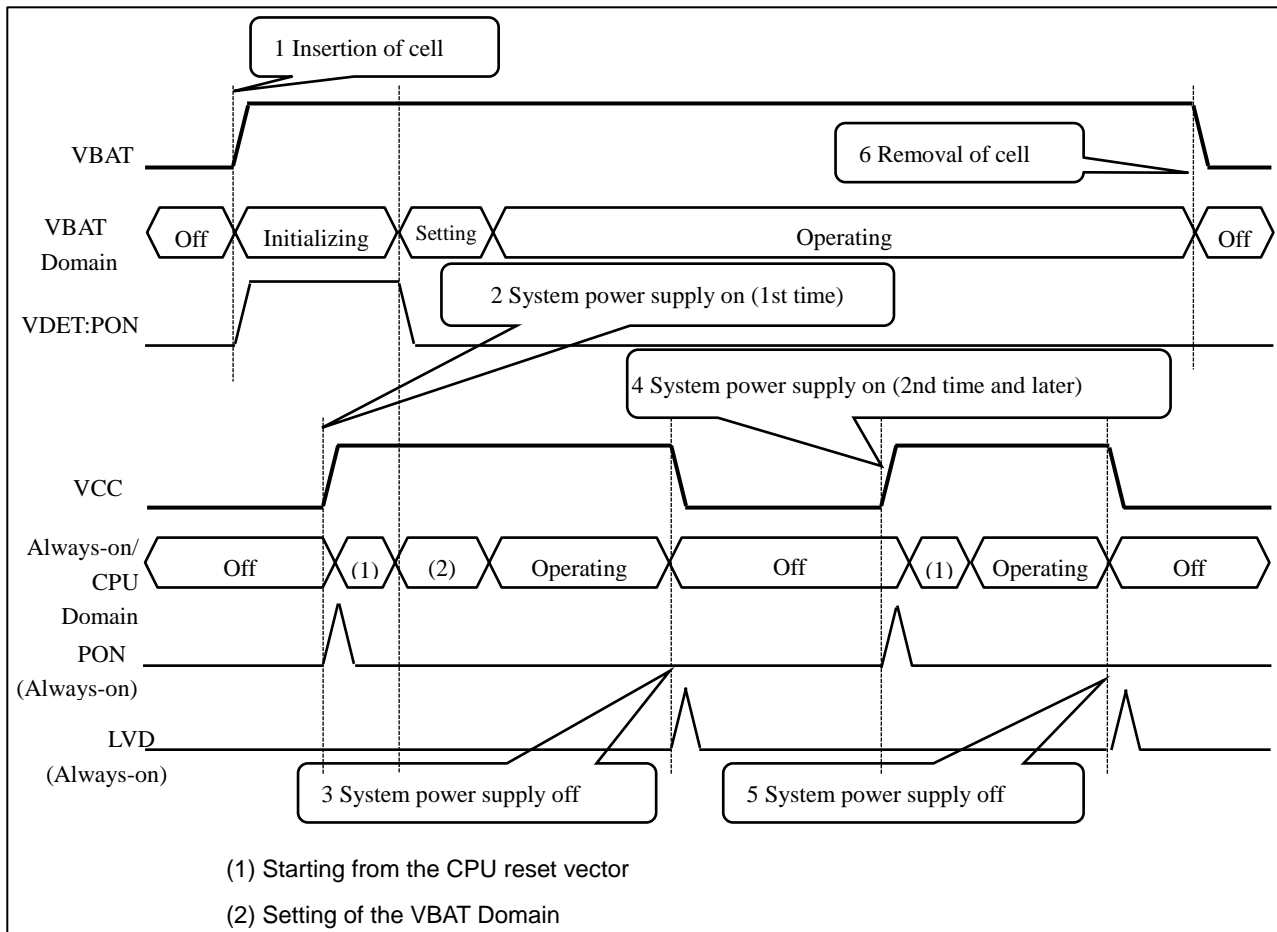 1 Insertion of cell
VBAT
6 Removal of cell
VBAT
Domain
Off
Initializing
Setting
Operating
Off
2 System power supply on (1st time)
VDET:PON
4 System power supply on (2nd time and later)
VCC
Always-on/
CPU
Domain
Off
(1)
(2)
Operating
Off
(1)
Operating
Off
PON
(Always-on)
LVD
(Always-on)
3 System power supply off
5 System power supply off
(1) Starting from the CPU reset vector
(2) Setting of the VBAT Domain